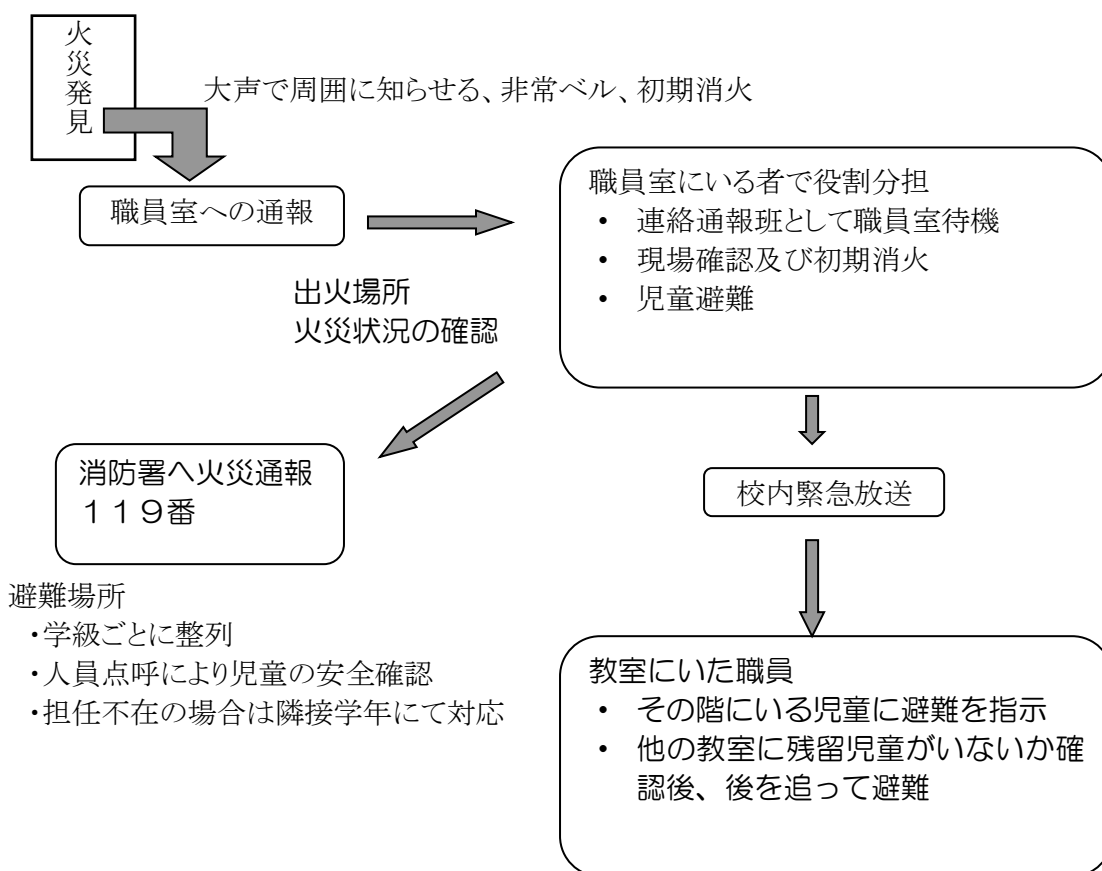 火災発見
大声で周囲に知らせる、非常ベル、初期消火
職員室への通報
職員室にいる者で役割分担
• 連絡通報班として職員室待機
• 現場確認及び初期消火
• 児童避難
出火場所
火災状況の確認
消防署へ火災通報
１１９番
校内緊急放送
避難場所
・学級ごとに整列
・人員点呼により児童の安全確認
・担任不在の場合は隣接学年にて対応
教室にいた職員
• その階にいる児童に避難を指示
• 他の教室に残留児童がいないか確
認後、後を追って避難